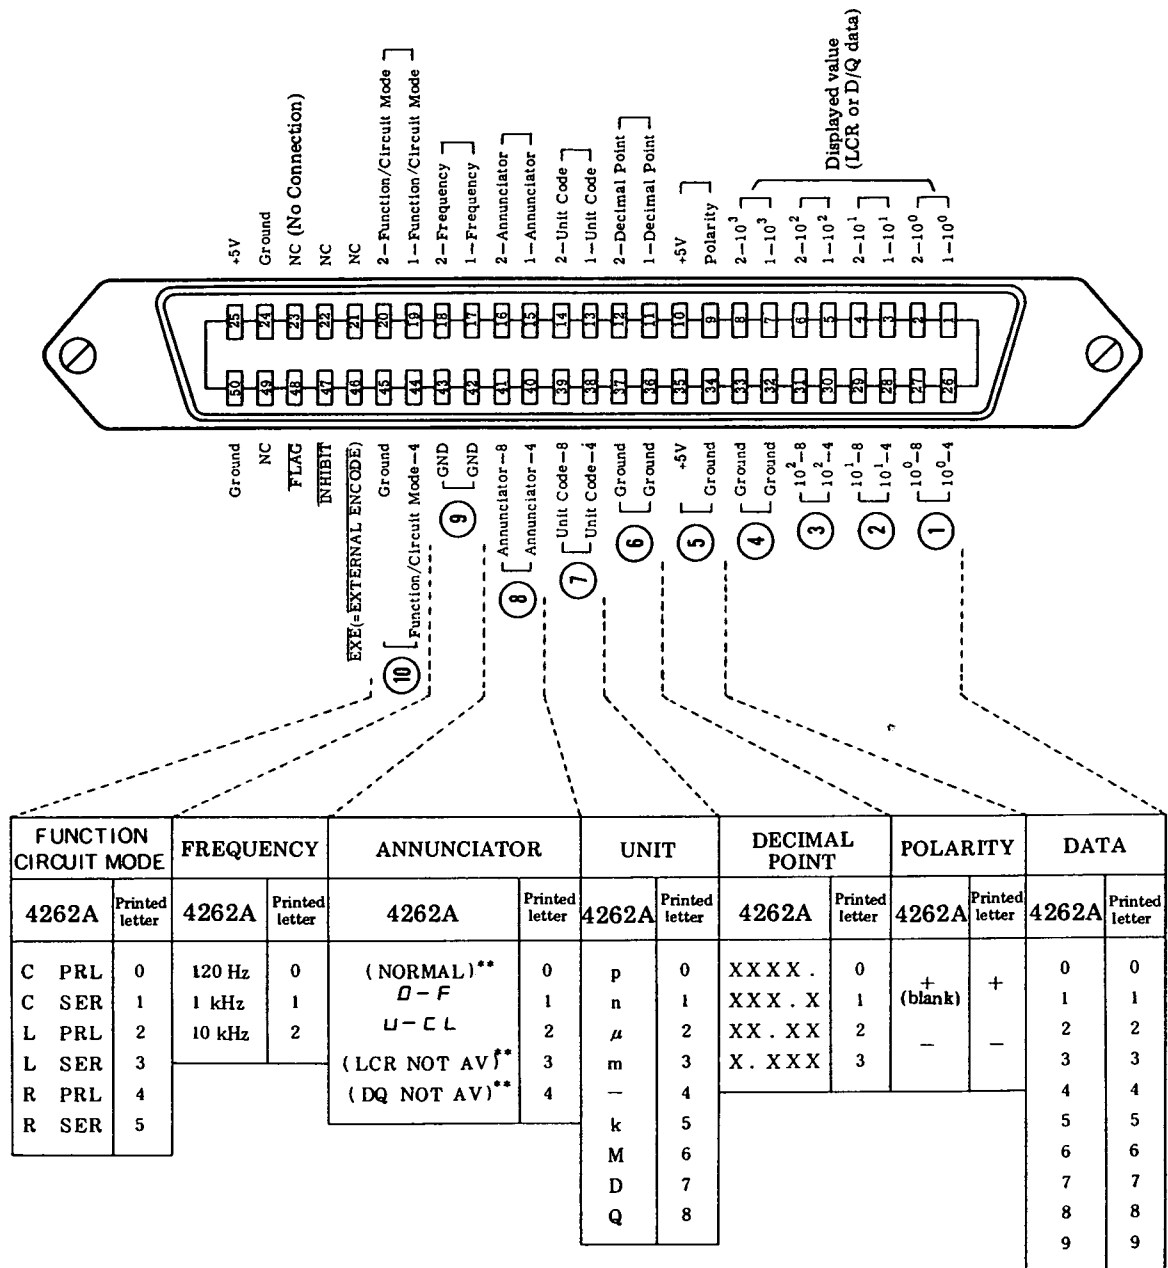 Displayed value
(LCR or D/Q data)
+5V
Ground
NC (No Connection)
NC
NC
2-Function/Circuit Mode
1-Function/Circuit Mode
2-Frequency
1-Frequency
2-Annunciator
1-Annunciator
2-Unit Code
1-Unit Code
2-Decimal Point
1-Decimal Point
+5V
Polarity
2-10³
1-10³
2-10²
1-10²
2-10¹
1-10¹
2-10⁰
1-10⁰
25 24 23 22 21 20 19 18 17 16 15 14 13 12 11 10 9 8 7 6 5 4 3 2 1
50 49 48 47 46 45 44 43 42 41 40 39 38 37 36 35 34 33 32 31 30 29 28 27 26
Ground
NC
FLAG
INHIBIT
EXE(=EXTERNAL ENCODE)
Ground
Function/Circuit Mode-4
GND
GND
Annunciator-8
Annunciator-4
Unit Code-8
Unit Code-4
Ground
Ground
+5V
Ground
Ground
Ground
10²-8
10²-4
10¹-8
10¹-4
10⁰-8
10⁰-4
10 9 8 7 6 5 4 3 2 1
FUNCTION CIRCUIT MODE
4262A Printed letter
C PRL 0
C SER 1
L PRL 2
L SER 3
R PRL 4
R SER 5
FREQUENCY
4262A Printed letter
120 Hz 0
1 kHz 1
10 kHz 2
ANNUNCIATOR
4262A Printed letter
(NORMAL)** 0
O-F 1
U-CL 2
(LCR NOT AV)** 3
(DQ NOT AV)** 4
UNIT
4262A Printed letter
p 0
n 1
μ 2
m 3
— 4
k 5
M 6
D 7
Q 8
DECIMAL POINT
4262A Printed letter
XXXX. 0
XXX.X 1
XX.XX 2
X.XXX 3
POLARITY
4262A Printed letter
+ +
(blank)
— —
DATA
4262A Printed letter
0 0
1 1
2 2
3 3
4 4
5 5
6 6
7 7
8 8
9 9